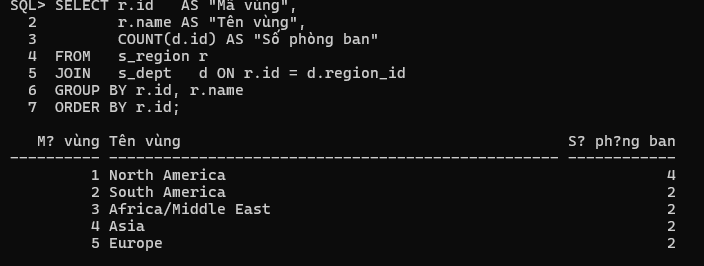 SQL> SELECT r.id   AS "Mã vùng",
  2         r.name AS "Tên vùng",
  3         COUNT(d.id) AS "Số phòng ban"
  4  FROM   s_region r
  5  JOIN   s_dept   d ON r.id = d.region_id
  6  GROUP BY r.id, r.name
  7  ORDER BY r.id;
   M? vùng Tên vùng                                           S? ph?ng ban
---------- -------------------------------------------------- ------------
         1 North America                                                 4
         2 South America                                                 2
         3 Africa/Middle East                                            2
         4 Asia                                                          2
         5 Europe                                                        2